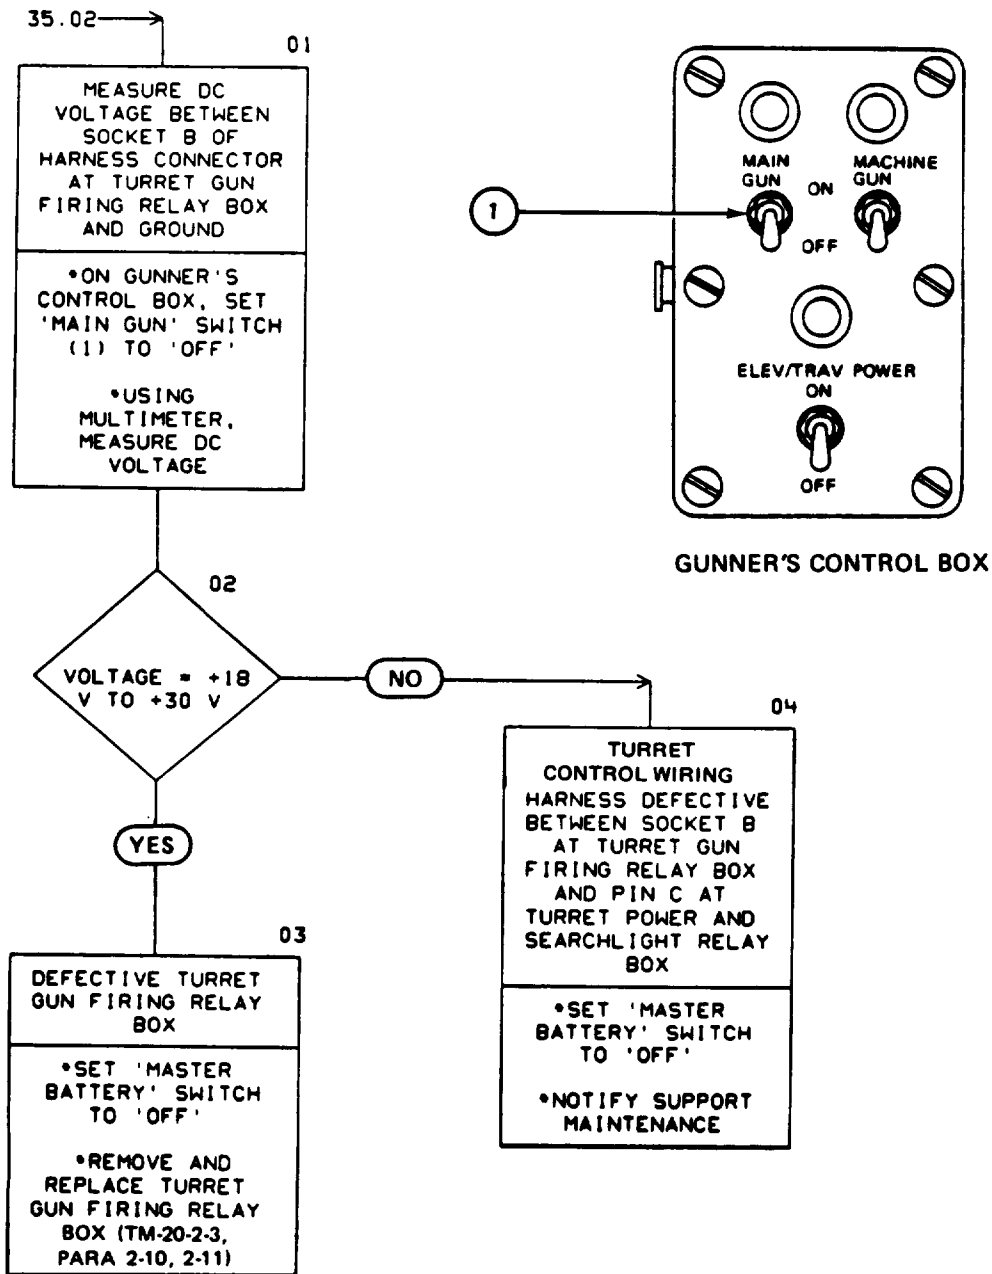 35.02
01
MEASURE DC
VOLTAGE BETWEEN
SOCKET B OF
HARNESS CONNECTOR
AT TURRET GUN
FIRING RELAY BOX
AND GROUND
•ON GUNNER'S
CONTROL BOX, SET
'MAIN GUN' SWITCH
(1) TO 'OFF'
•USING
MULTIMETER,
MEASURE DC
VOLTAGE
1
MAIN
GUN
ON
MACHINE
GUN
OFF
ELEV/TRAV POWER
ON
OFF
GUNNER'S CONTROL BOX
02
VOLTAGE = +18
V TO +30 V
NO
YES
04
TURRET
CONTROL WIRING
HARNESS DEFECTIVE
BETWEEN SOCKET B
AT TURRET GUN
FIRING RELAY BOX
AND PIN C AT
TURRET POWER AND
SEARCHLIGHT RELAY
BOX
•SET 'MASTER
BATTERY' SWITCH
TO 'OFF'
•NOTIFY SUPPORT
MAINTENANCE
03
DEFECTIVE TURRET
GUN FIRING RELAY
BOX
•SET 'MASTER
BATTERY' SWITCH
TO 'OFF'
•REMOVE AND
REPLACE TURRET
GUN FIRING RELAY
BOX (TM-20-2-3,
PARA 2-10, 2-11)